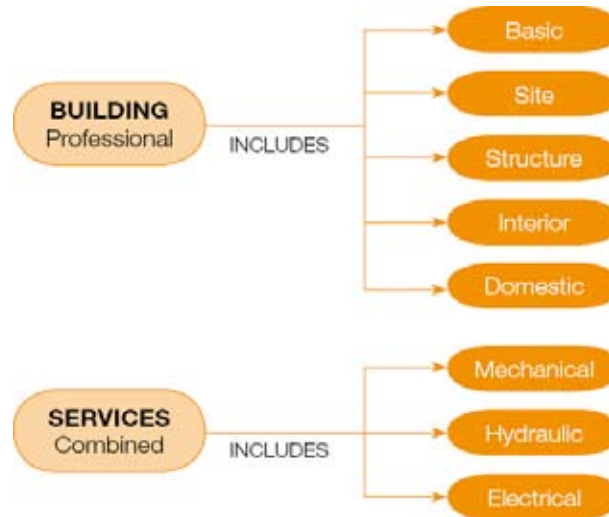 Basic
Site
BUILDING
Professional
INCLUDES
Structure
Interior
Domestic
Mechanical
SERVICES
Combined
INCLUDES
Hydraulic
Electrical